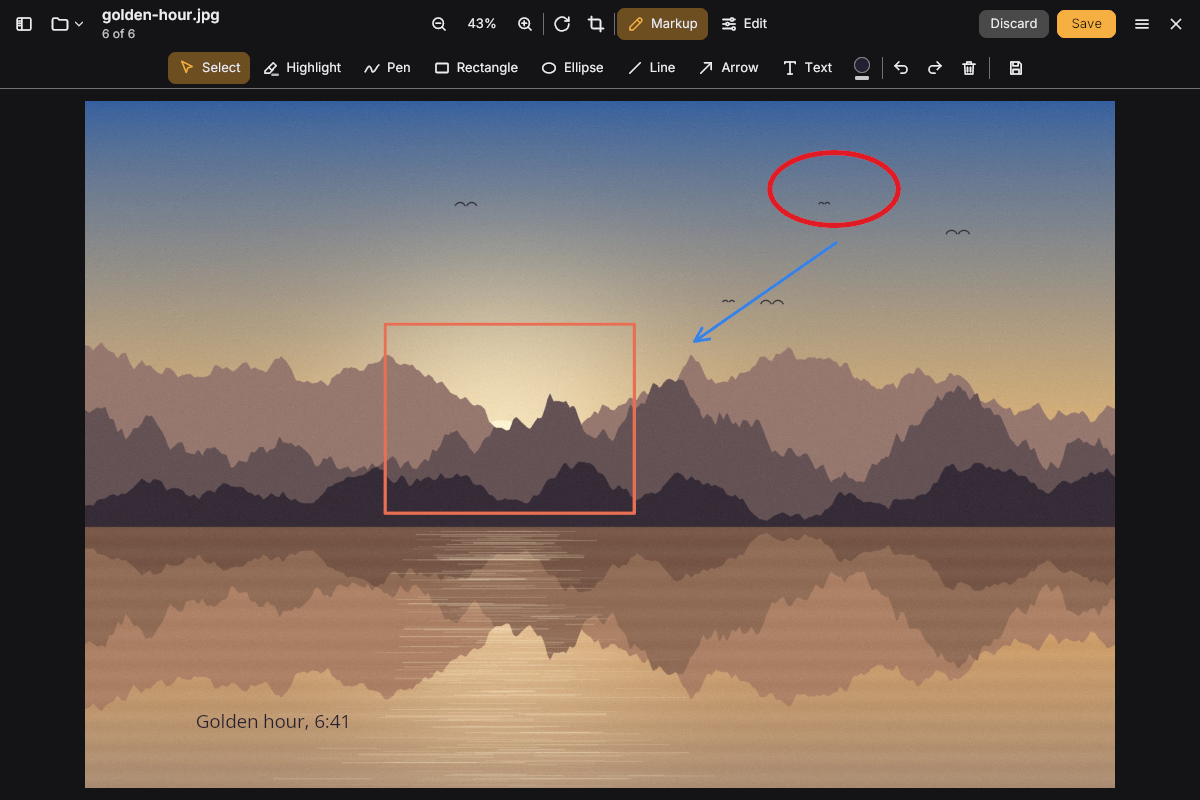 golden-hour.jpg
6 of 6
43%
Markup
Edit
Discard
Save
Select
Highlight
Pen
Rectangle
Ellipse
Line
Arrow
Text
Golden hour, 6:41